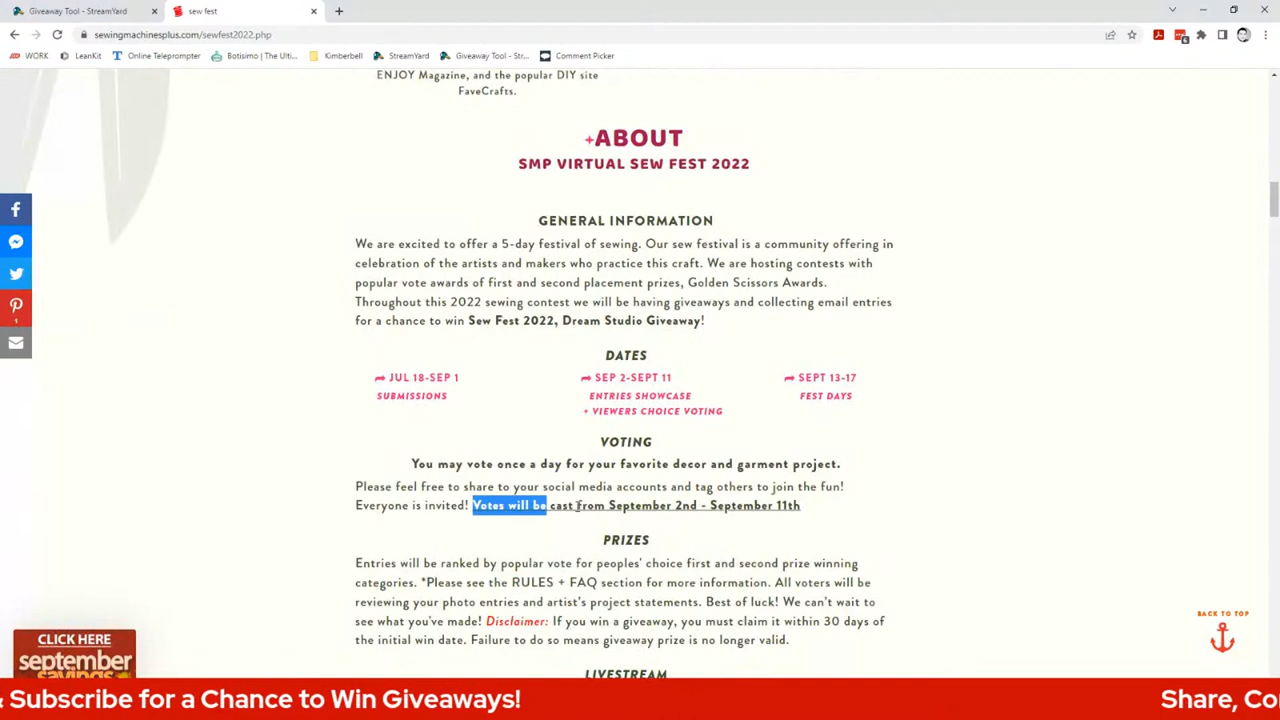 Giveaway Tool - StreamYard
sew fest
sewingmachinesplus.com/sewfest2022.php
WORK
LeanKit
Online Teleprompter
Botisimo | The Ulti...
Kimberbell
StreamYard
Giveaway Tool - Str...
Comment Picker
ENJOY Magazine, and the popular DIY site
FaveCrafts.
+ABOUT
SMP VIRTUAL SEW FEST 2022
GENERAL INFORMATION
We are excited to offer a 5-day festival of sewing. Our sew festival is a community offering in
celebration of the artists and makers who practice this craft. We are hosting contests with
popular vote awards of first and second placement prizes, Golden Scissors Awards.
Throughout this 2022 sewing contest we will be having giveaways and collecting email entries
for a chance to win Sew Fest 2022, Dream Studio Giveaway!
DATES
JUL 18-SEP 1
SUBMISSIONS
SEP 2-SEPT 11
ENTRIES SHOWCASE
+ VIEWERS CHOICE VOTING
SEPT 13-17
FEST DAYS
VOTING
You may vote once a day for your favorite decor and garment project.
Please feel free to share to your social media accounts and tag others to join the fun!
Everyone is invited! Votes will be cast from September 2nd - September 11th
PRIZES
Entries will be ranked by popular vote for peoples' choice first and second prize winning
categories. *Please see the RULES + FAQ section for more information. All voters will be
reviewing your photo entries and artist's project statements. Best of luck! We can't wait to
see what you've made! Disclaimer: If you win a giveaway, you must claim it within 30 days of
the initial win date. Failure to do so means giveaway prize is no longer valid.
LIVESTREAM
1
BACK TO TOP
CLICK HERE
september
savings
& Subscribe for a Chance to Win Giveaways!
Share, Co